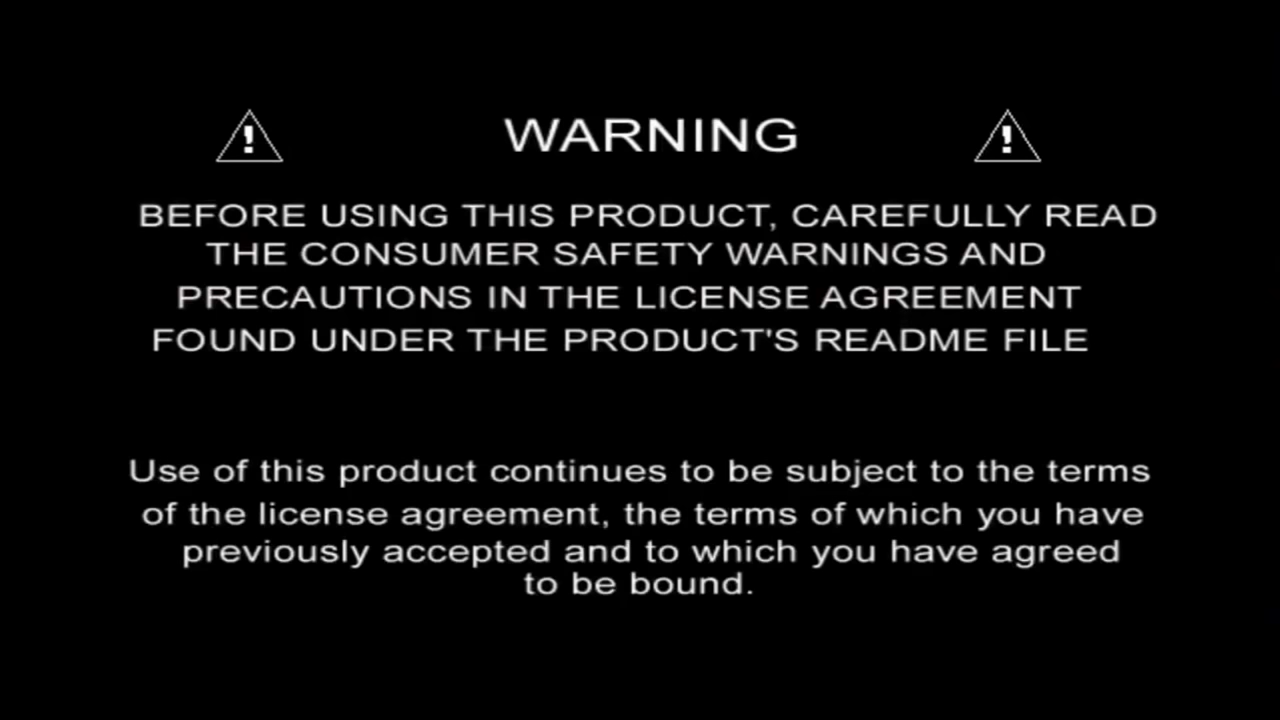 WARNING
BEFORE USING THIS PRODUCT, CAREFULLY READ
THE CONSUMER SAFETY WARNINGS AND
PRECAUTIONS IN THE LICENSE AGREEMENT
FOUND UNDER THE PRODUCT'S README FILE
Use of this product continues to be subject to the terms
of the license agreement, the terms of which you have
previously accepted and to which you have agreed
to be bound.